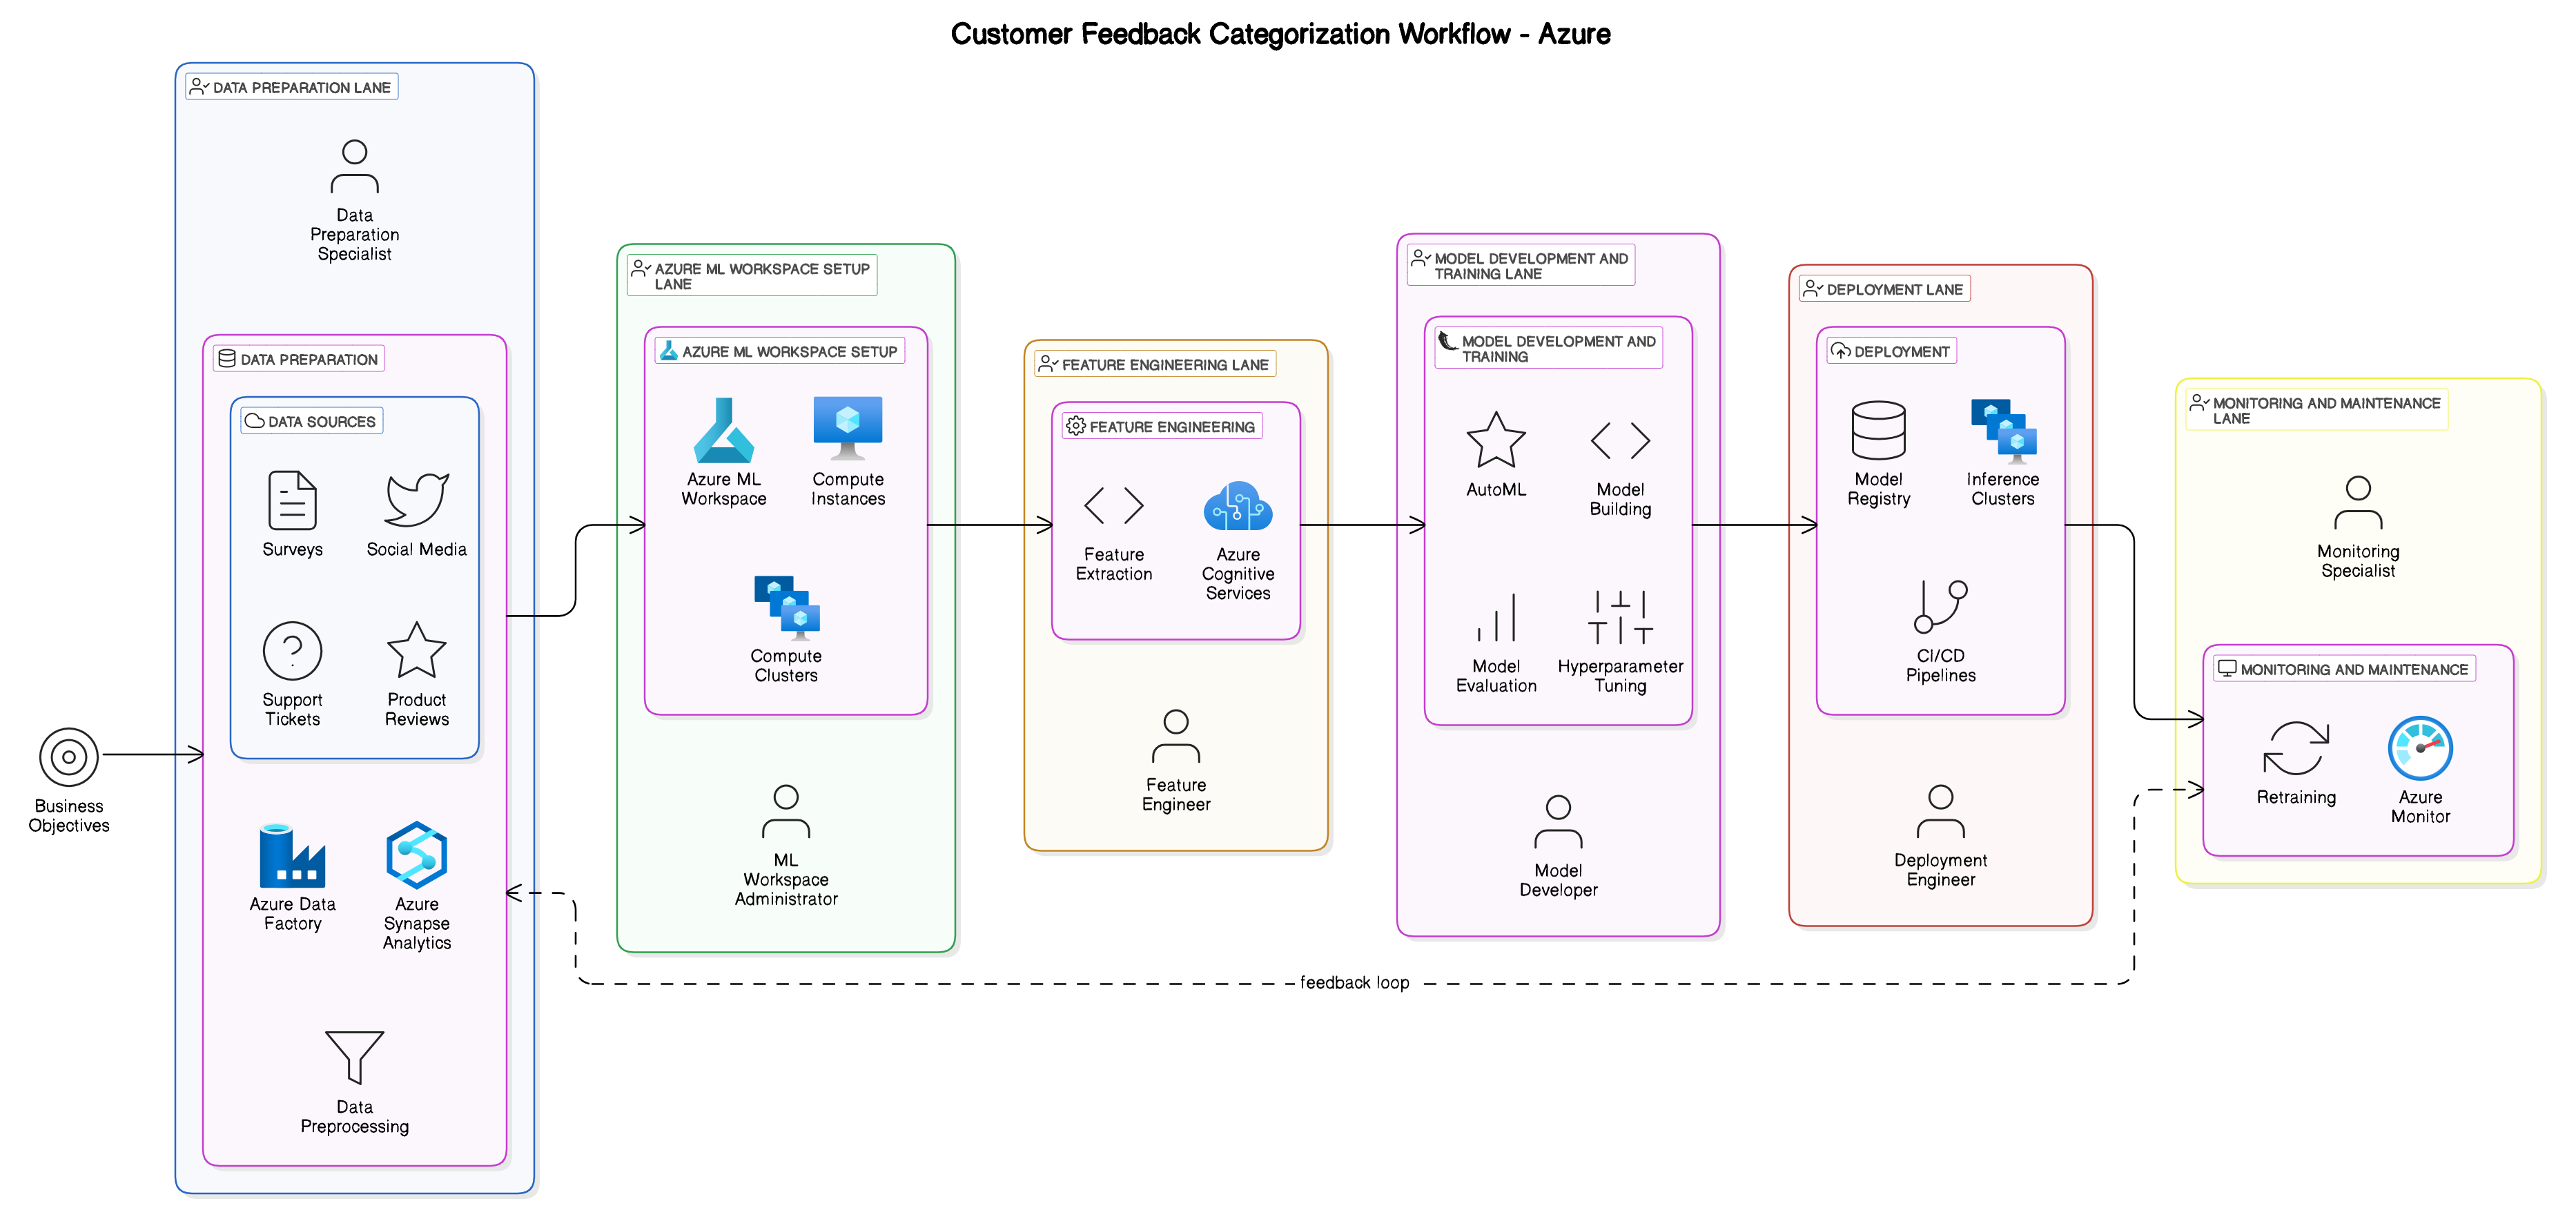 Customer Feedback Categorization Workflow - Azure
DATA PREPARATION LANE
Data
Preparation
Specialist
DATA PREPARATION
DATA SOURCES
Surveys
Social Media
Support
Tickets
Product
Reviews
Business
Objectives
Azure Data
Factory
Azure
Synapse
Analytics
Data
Preprocessing
AZURE ML WORKSPACE SETUP
LANE
AZURE ML WORKSPACE SETUP
Azure ML
Workspace
Compute
Instances
Compute
Clusters
ML
Workspace
Administrator
FEATURE ENGINEERING LANE
FEATURE ENGINEERING
Feature
Extraction
Azure
Cognitive
Services
Feature
Engineer
MODEL DEVELOPMENT AND
TRAINING LANE
MODEL DEVELOPMENT AND
TRAINING
AutoML
Model
Building
Model
Evaluation
Hyperparameter
Tuning
Model
Developer
DEPLOYMENT LANE
DEPLOYMENT
Model
Registry
Inference
Clusters
CI/CD
Pipelines
Deployment
Engineer
MONITORING AND MAINTENANCE
LANE
Monitoring
Specialist
MONITORING AND MAINTENANCE
Retraining
Azure
Monitor
feedback loop